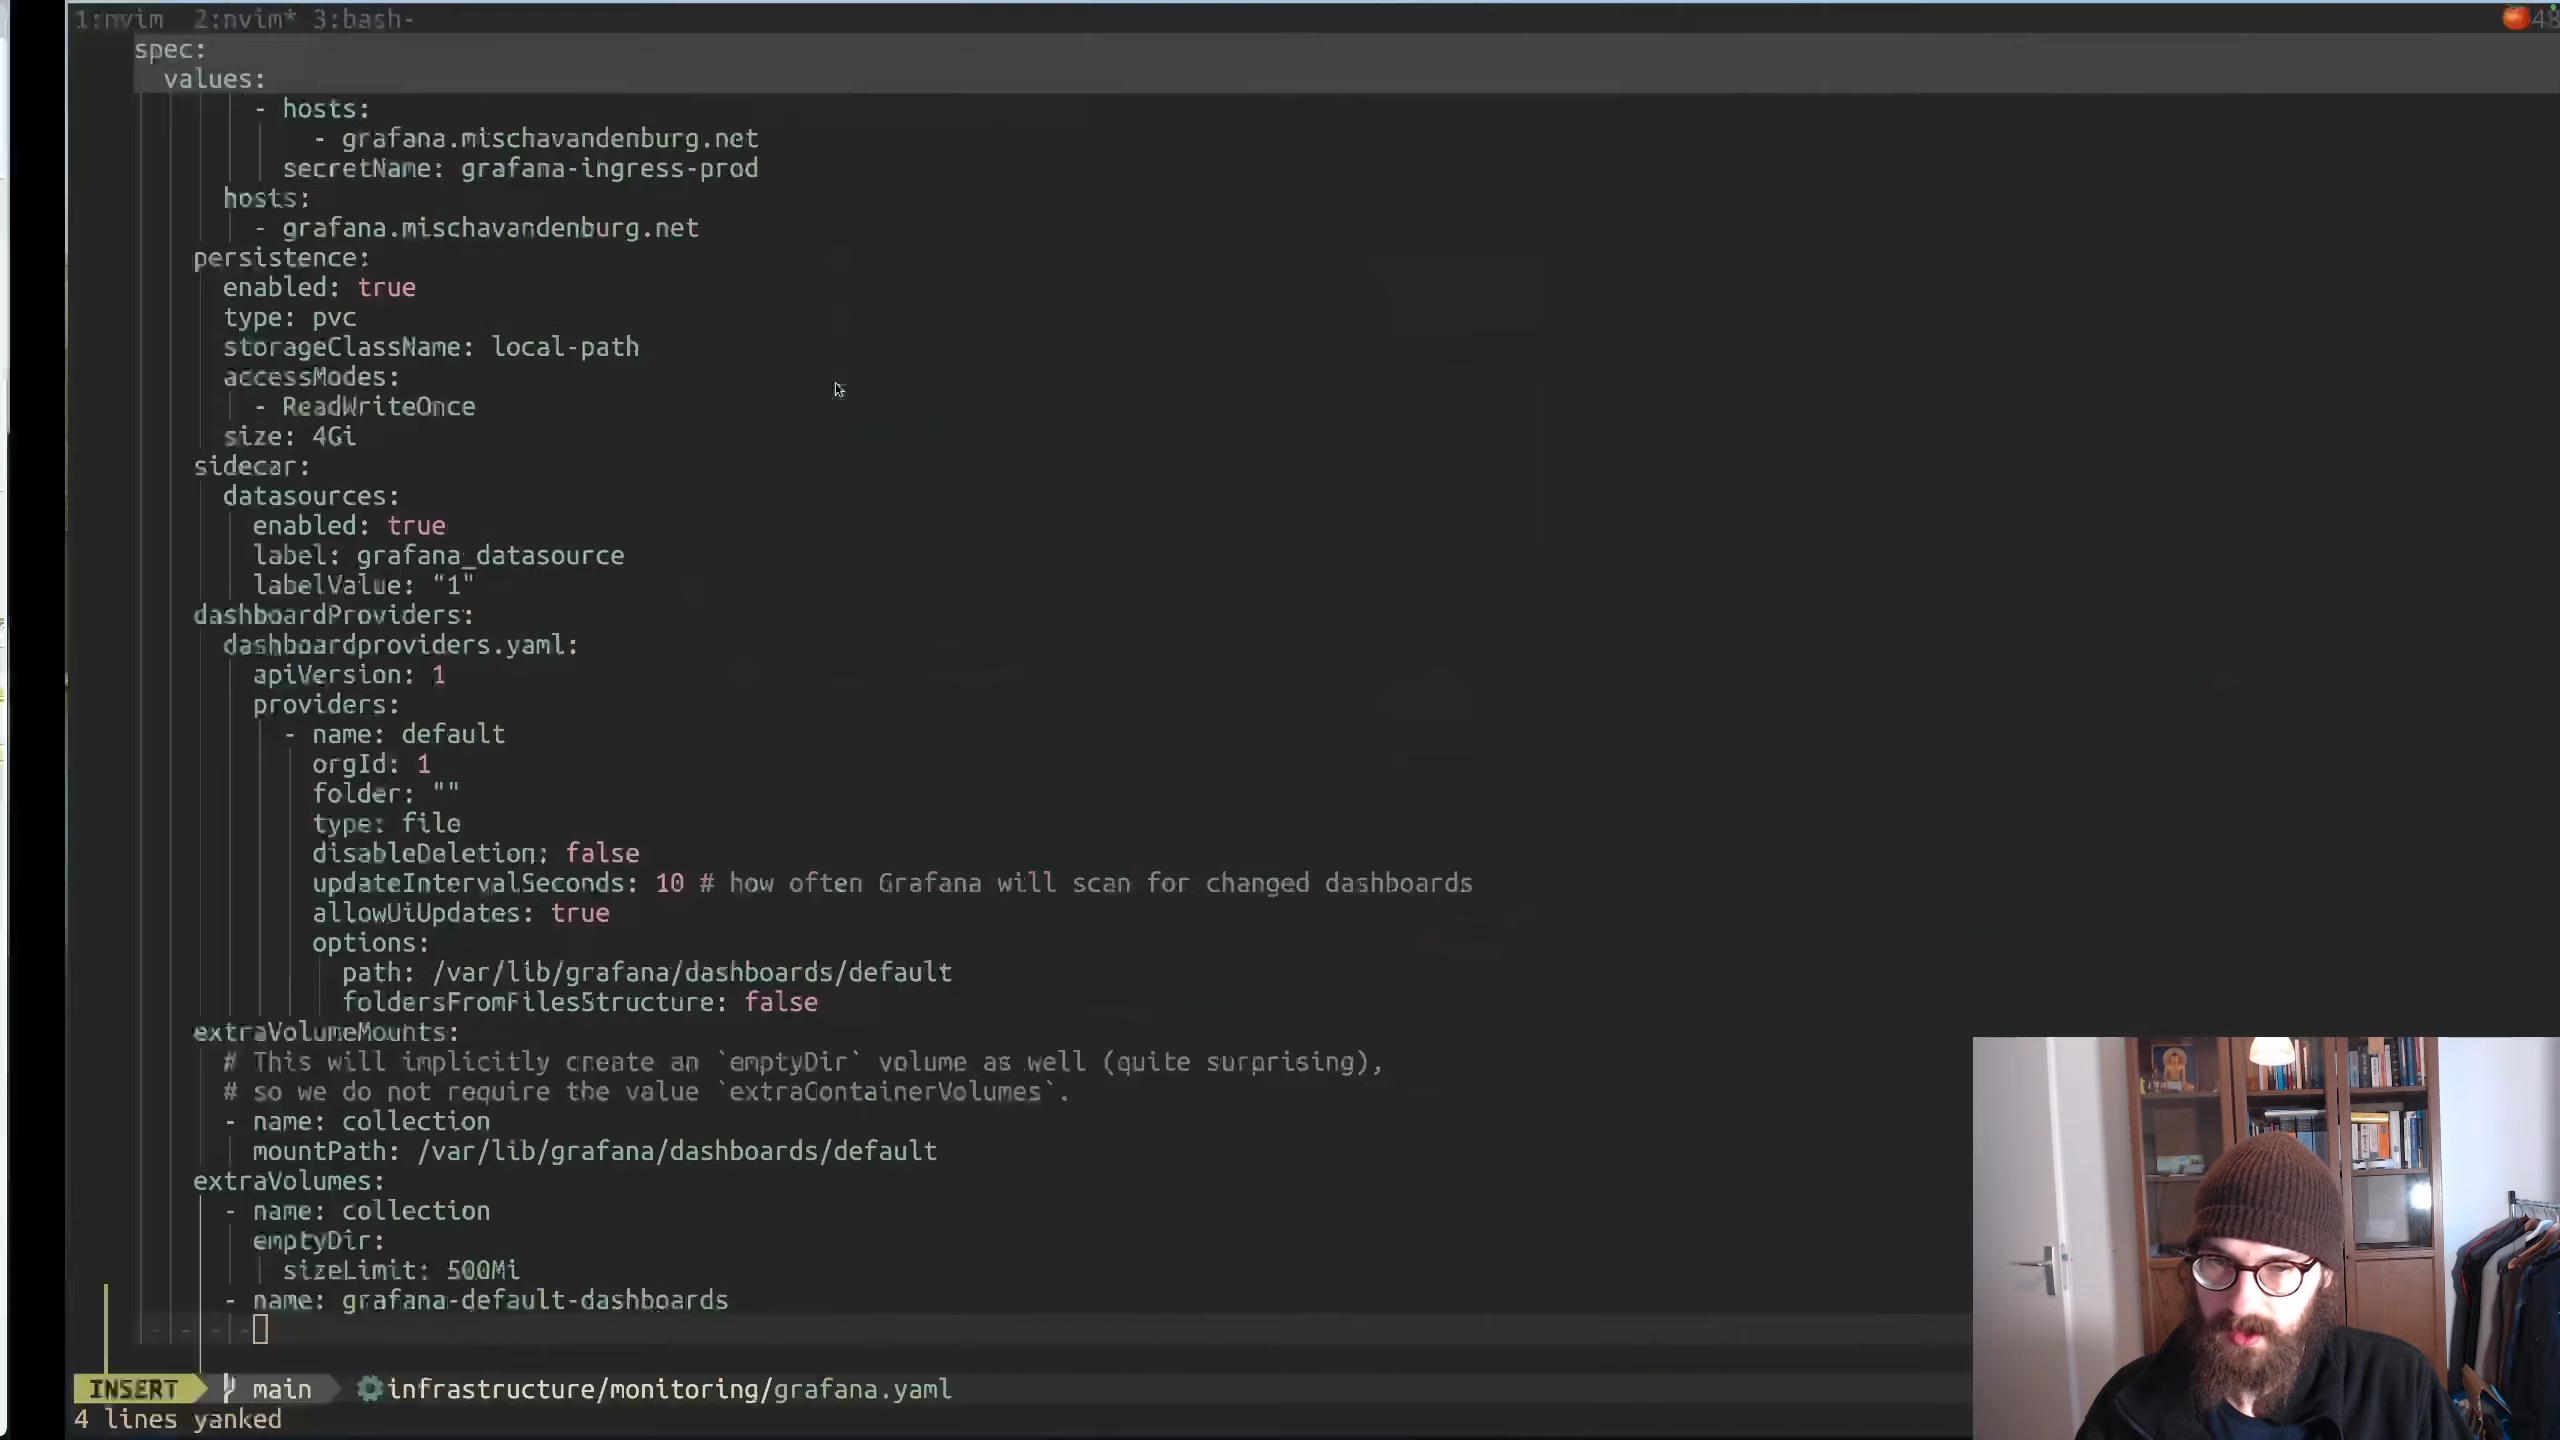 1:nvim  2:nvim* 3:bash-
spec:
  values:
        - hosts:
            - grafana.mischavandenburg.net
          secretName: grafana-ingress-prod
      hosts:
        - grafana.mischavandenburg.net
    persistence:
      enabled: true
      type: pvc
      storageClassName: local-path
      accessModes:
        - ReadWriteOnce
      size: 4Gi
    sidecar:
      datasources:
        enabled: true
        label: grafana_datasource
        labelValue: "1"
    dashboardProviders:
      dashboardproviders.yaml:
        apiVersion: 1
        providers:
          - name: default
            orgId: 1
            folder: ""
            type: file
            disableDeletion: false
            updateIntervalSeconds: 10 # how often Grafana will scan for changed dashboards
            allowUiUpdates: true
            options:
              path: /var/lib/grafana/dashboards/default
              foldersFromFilesStructure: false
    extraVolumeMounts:
      # This will implicitly create an `emptyDir` volume as well (quite surprising),
      # so we do not require the value `extraContainerVolumes`.
      - name: collection
        mountPath: /var/lib/grafana/dashboards/default
    extraVolumes:
      - name: collection
        emptyDir:
          sizeLimit: 500Mi
      - name: grafana-default-dashboards
INSERT main infrastructure/monitoring/grafana.yaml
4 lines yanked